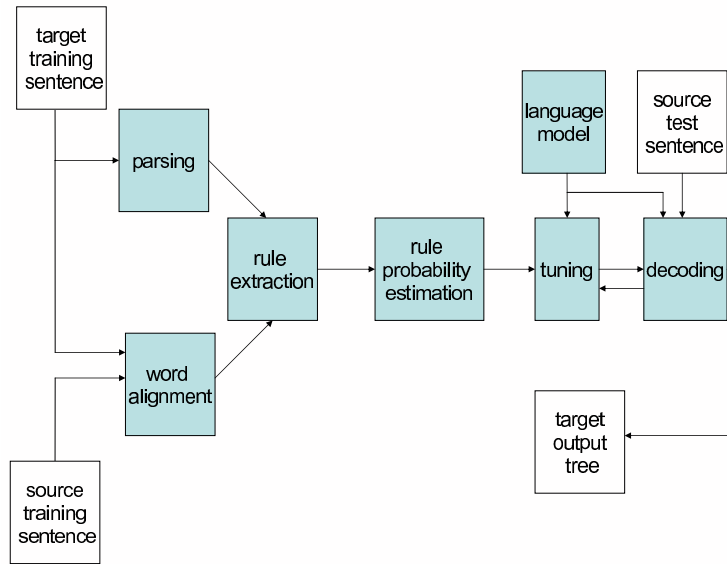 target
training
sentence
parsing
language
model
source
test
sentence
rule
extraction
rule
probability
estimation
tuning
decoding
word
alignment
target
output
tree
source
training
sentence